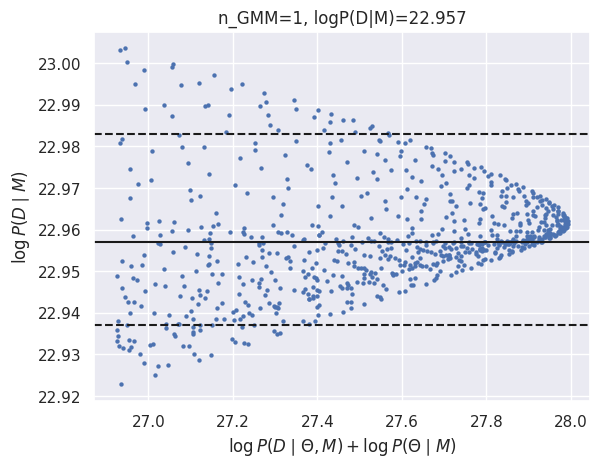 n_GMM=1, logP(D|M)=22.957
log P(D | M)
23.00
22.99
22.98
22.97
22.96
22.95
22.94
22.93
22.92
27.0 27.2 27.4 27.6 27.8 28.0
log P(D | Θ, M) + log P(Θ | M)